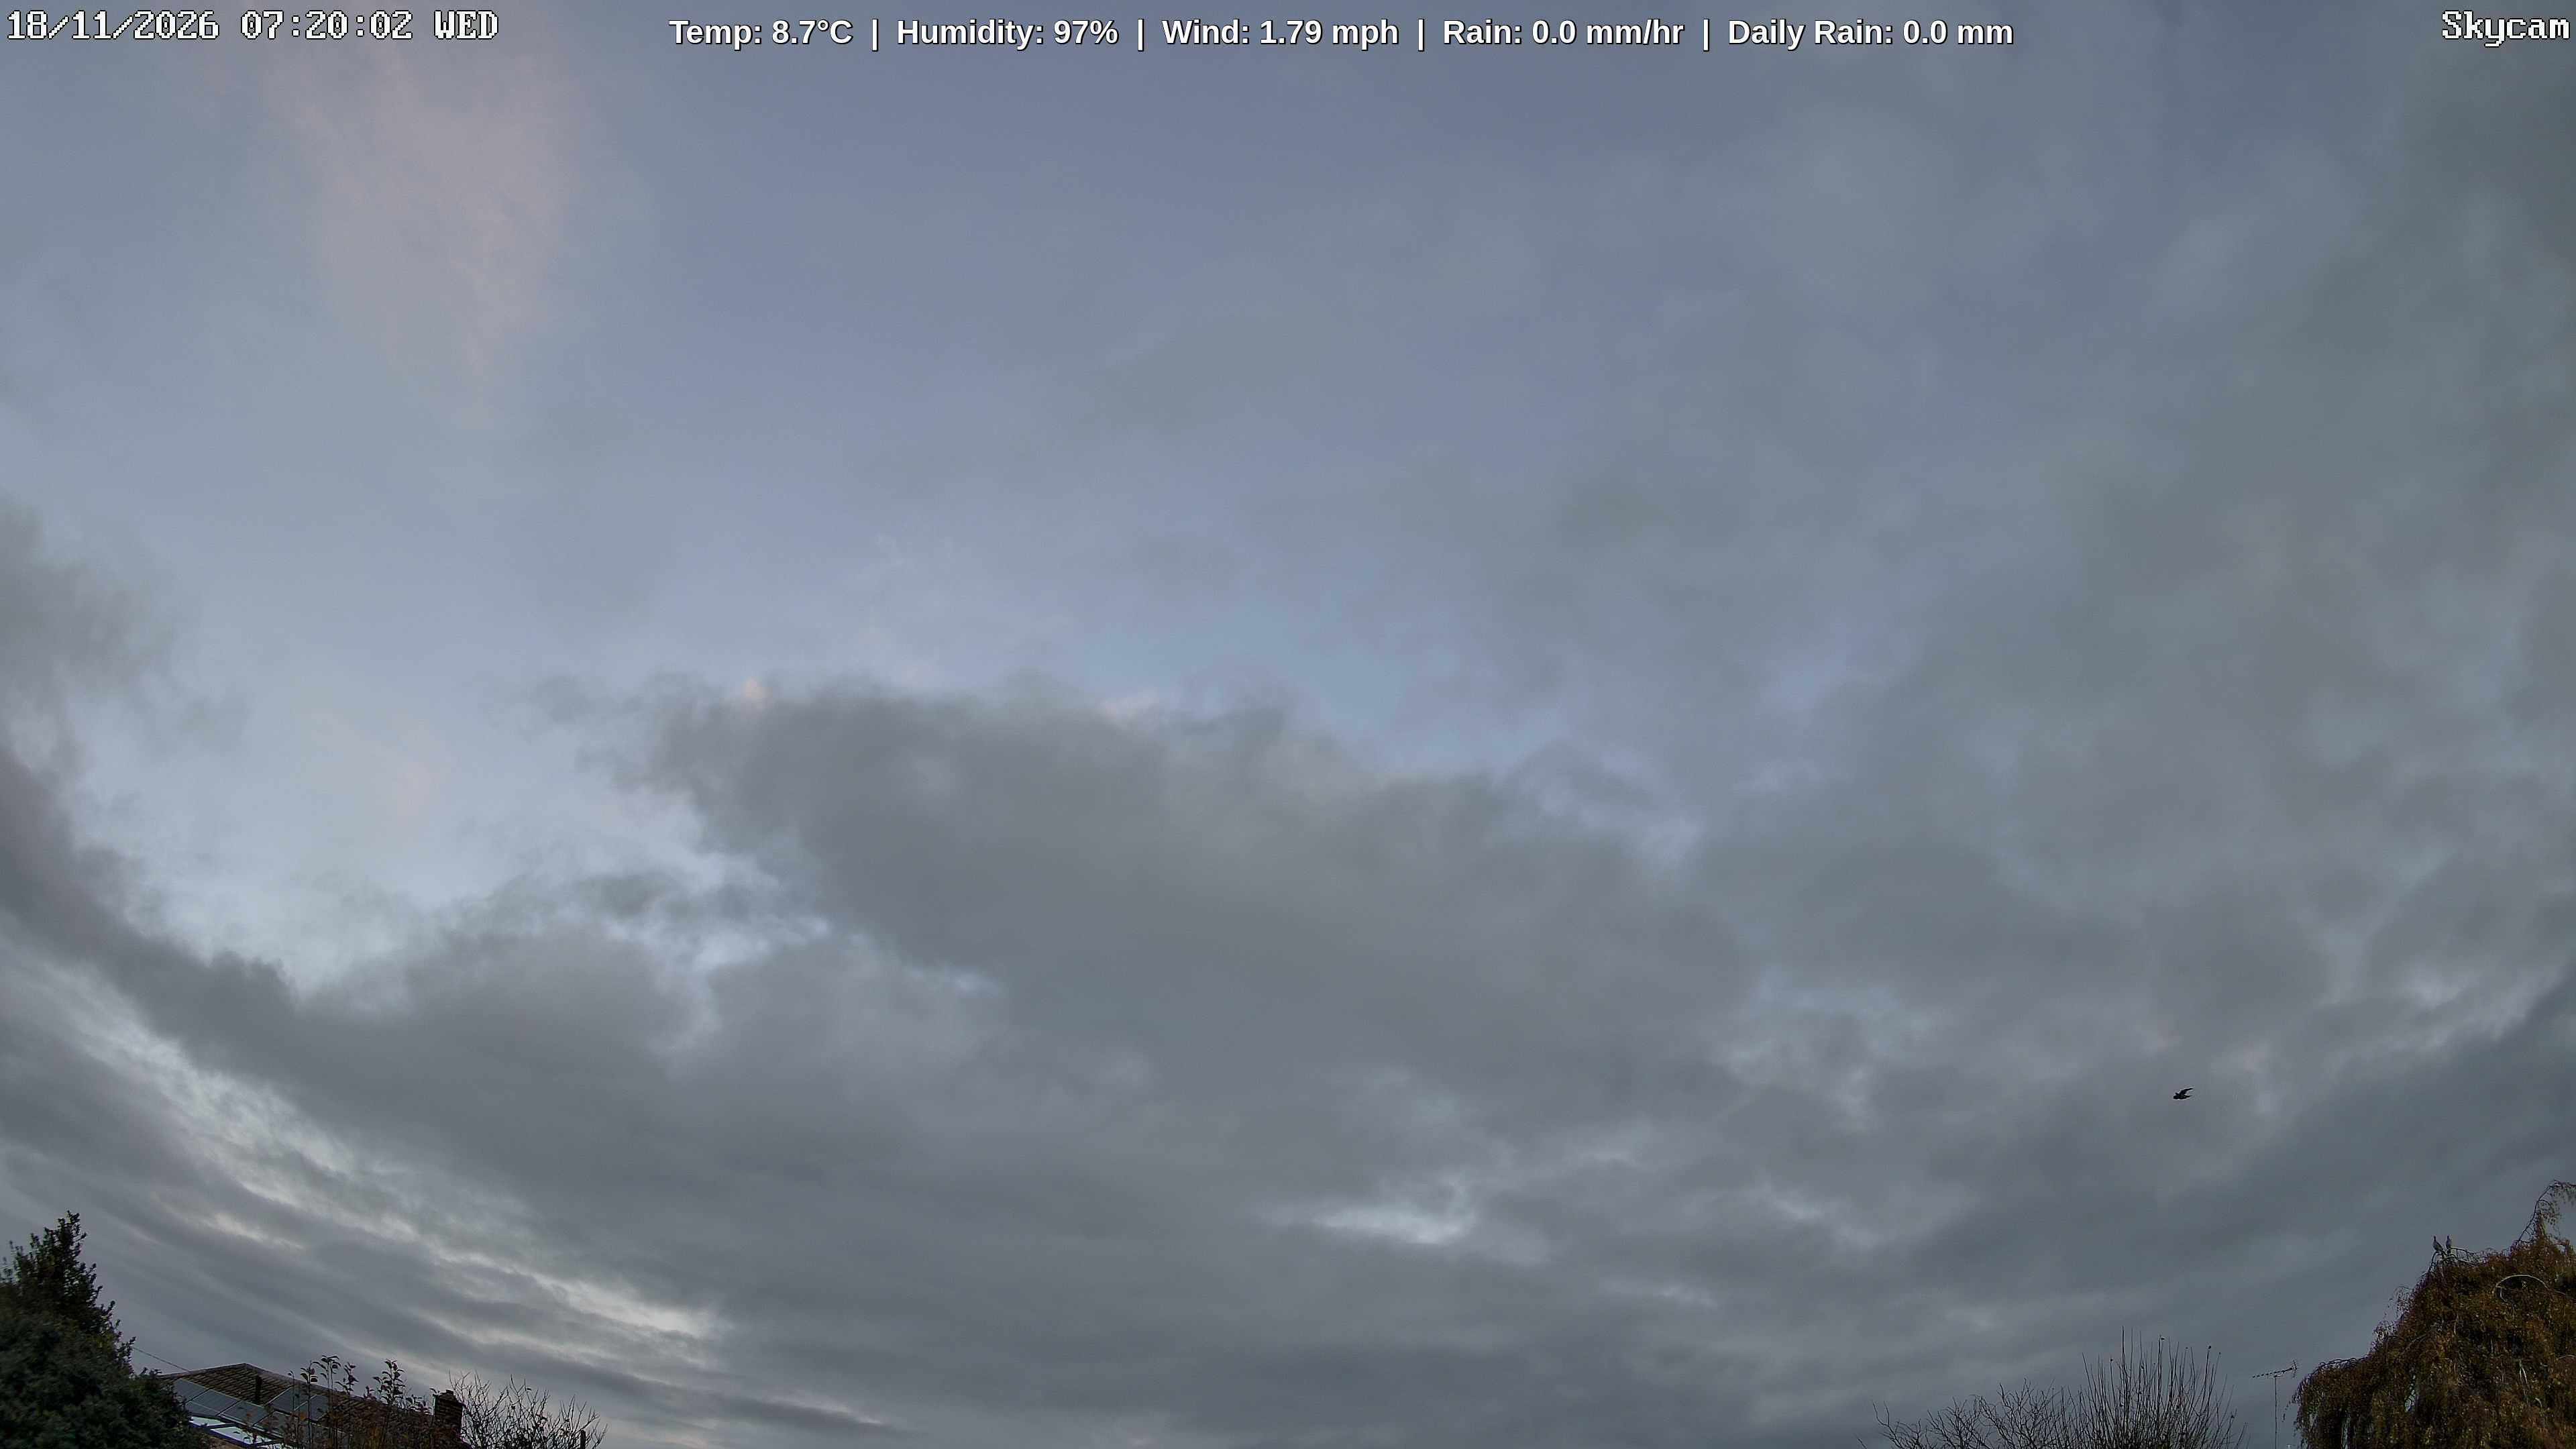 18/11/2026 07:20:02 WED
Temp: 8.7°C | Humidity: 97% | Wind: 1.79 mph | Rain: 0.0 mm/hr | Daily Rain: 0.0 mm
Skycam